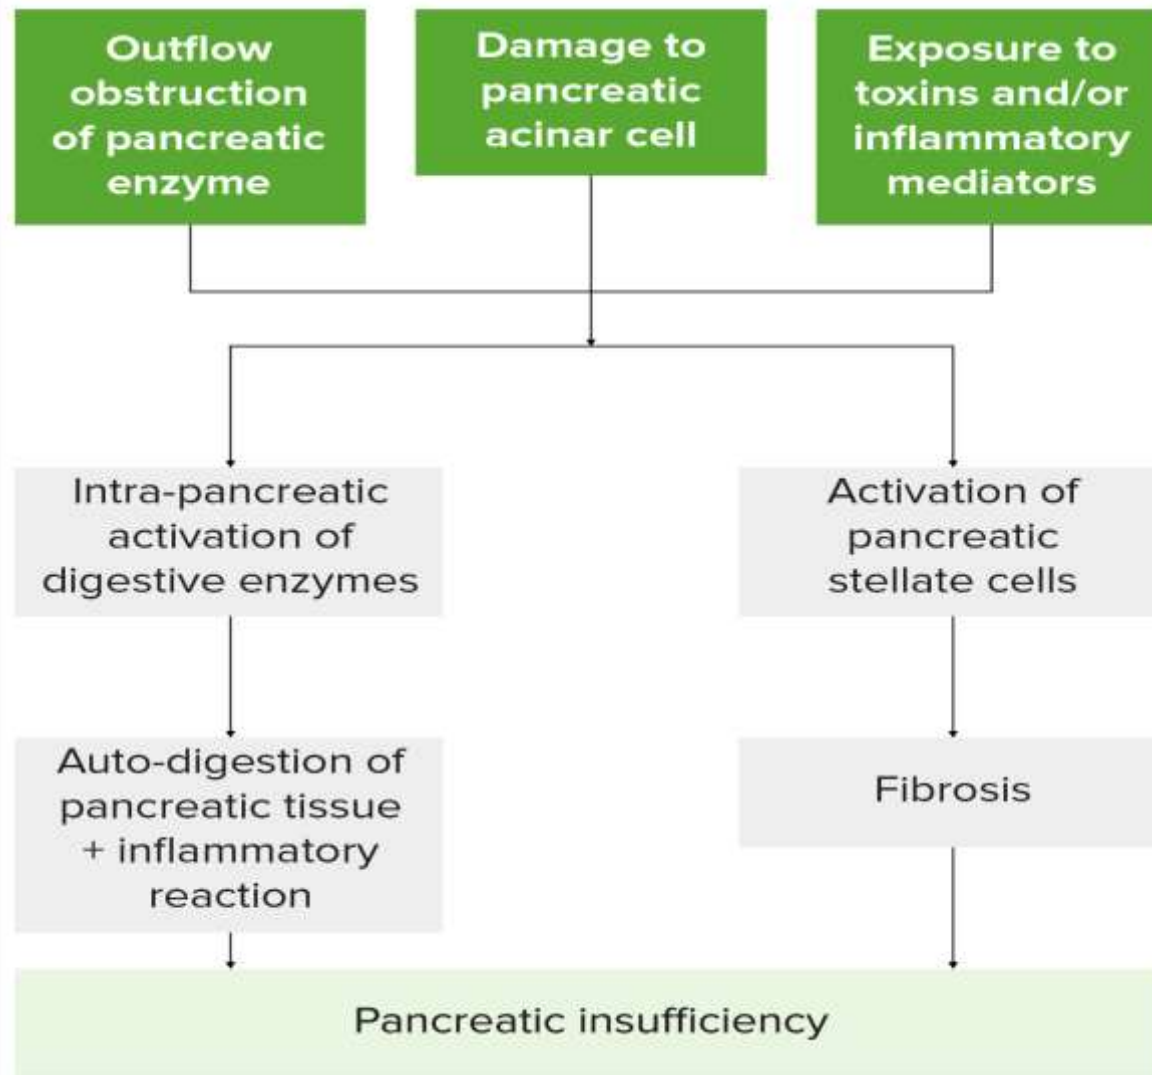 Outflow
obstruction
of pancreatic
enzyme
Damage to
pancreatic
acinar cell
Exposure to
toxins and/or
inflammatory
mediators
Intra-pancreatic
activation of
digestive enzymes
Activation of
pancreatic
stellate cells
Auto-digestion of
pancreatic tissue
+ inflammatory
reaction
Fibrosis
Pancreatic insufficiency